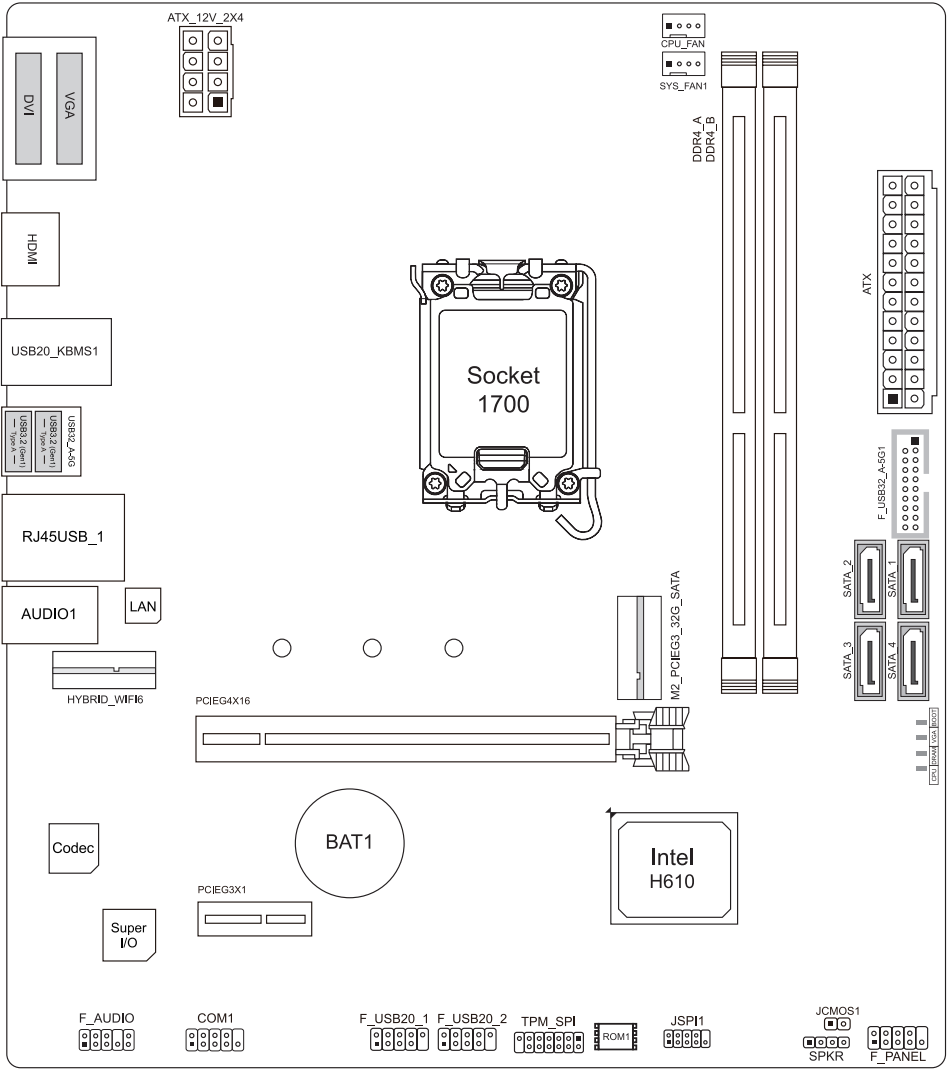 ATX_12V_2X4
CPU_FAN
SYS_FAN1
DVI
VGA
DDR4_A
DDR4_B
HDMI
ATX
USB20_KBMS1
Socket
1700
USB3.2 (Gen1)
— Type A —
USB3.2 (Gen1)
— Type A —
USB32_A-5G
F_USB32_A-5G1
RJ45USB_1
SATA_2
SATA_1
AUDIO1
LAN
M2_PCIEG3_32G_SATA
SATA_3
SATA_4
HYBRID_WIFI6
PCIEG4X16
CPU DRAM VGA BOOT
BAT1
Codec
Intel
H610
PCIEG3X1
Super
I/O
F_AUDIO
COM1
F_USB20_1
F_USB20_2
TPM_SPI
ROM1
JSPI1
JCMOS1
SPKR
F_PANEL